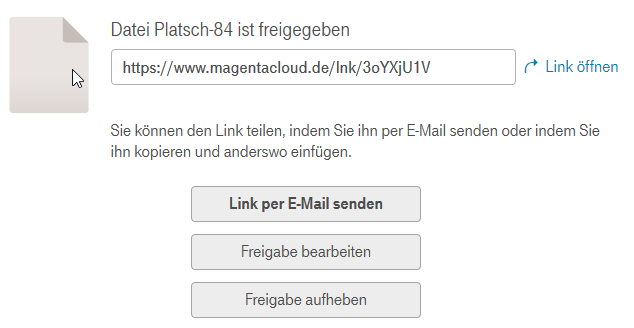 Datei Platsch-84 ist freigegeben
https://www.magentacloud.de/lnk/3oYXjU1V
Link öffnen
Sie können den Link teilen, indem Sie ihn per E-Mail senden oder indem Sie
ihn kopieren und anderswo einfügen.
Link per E-Mail senden
Freigabe bearbeiten
Freigabe aufheben